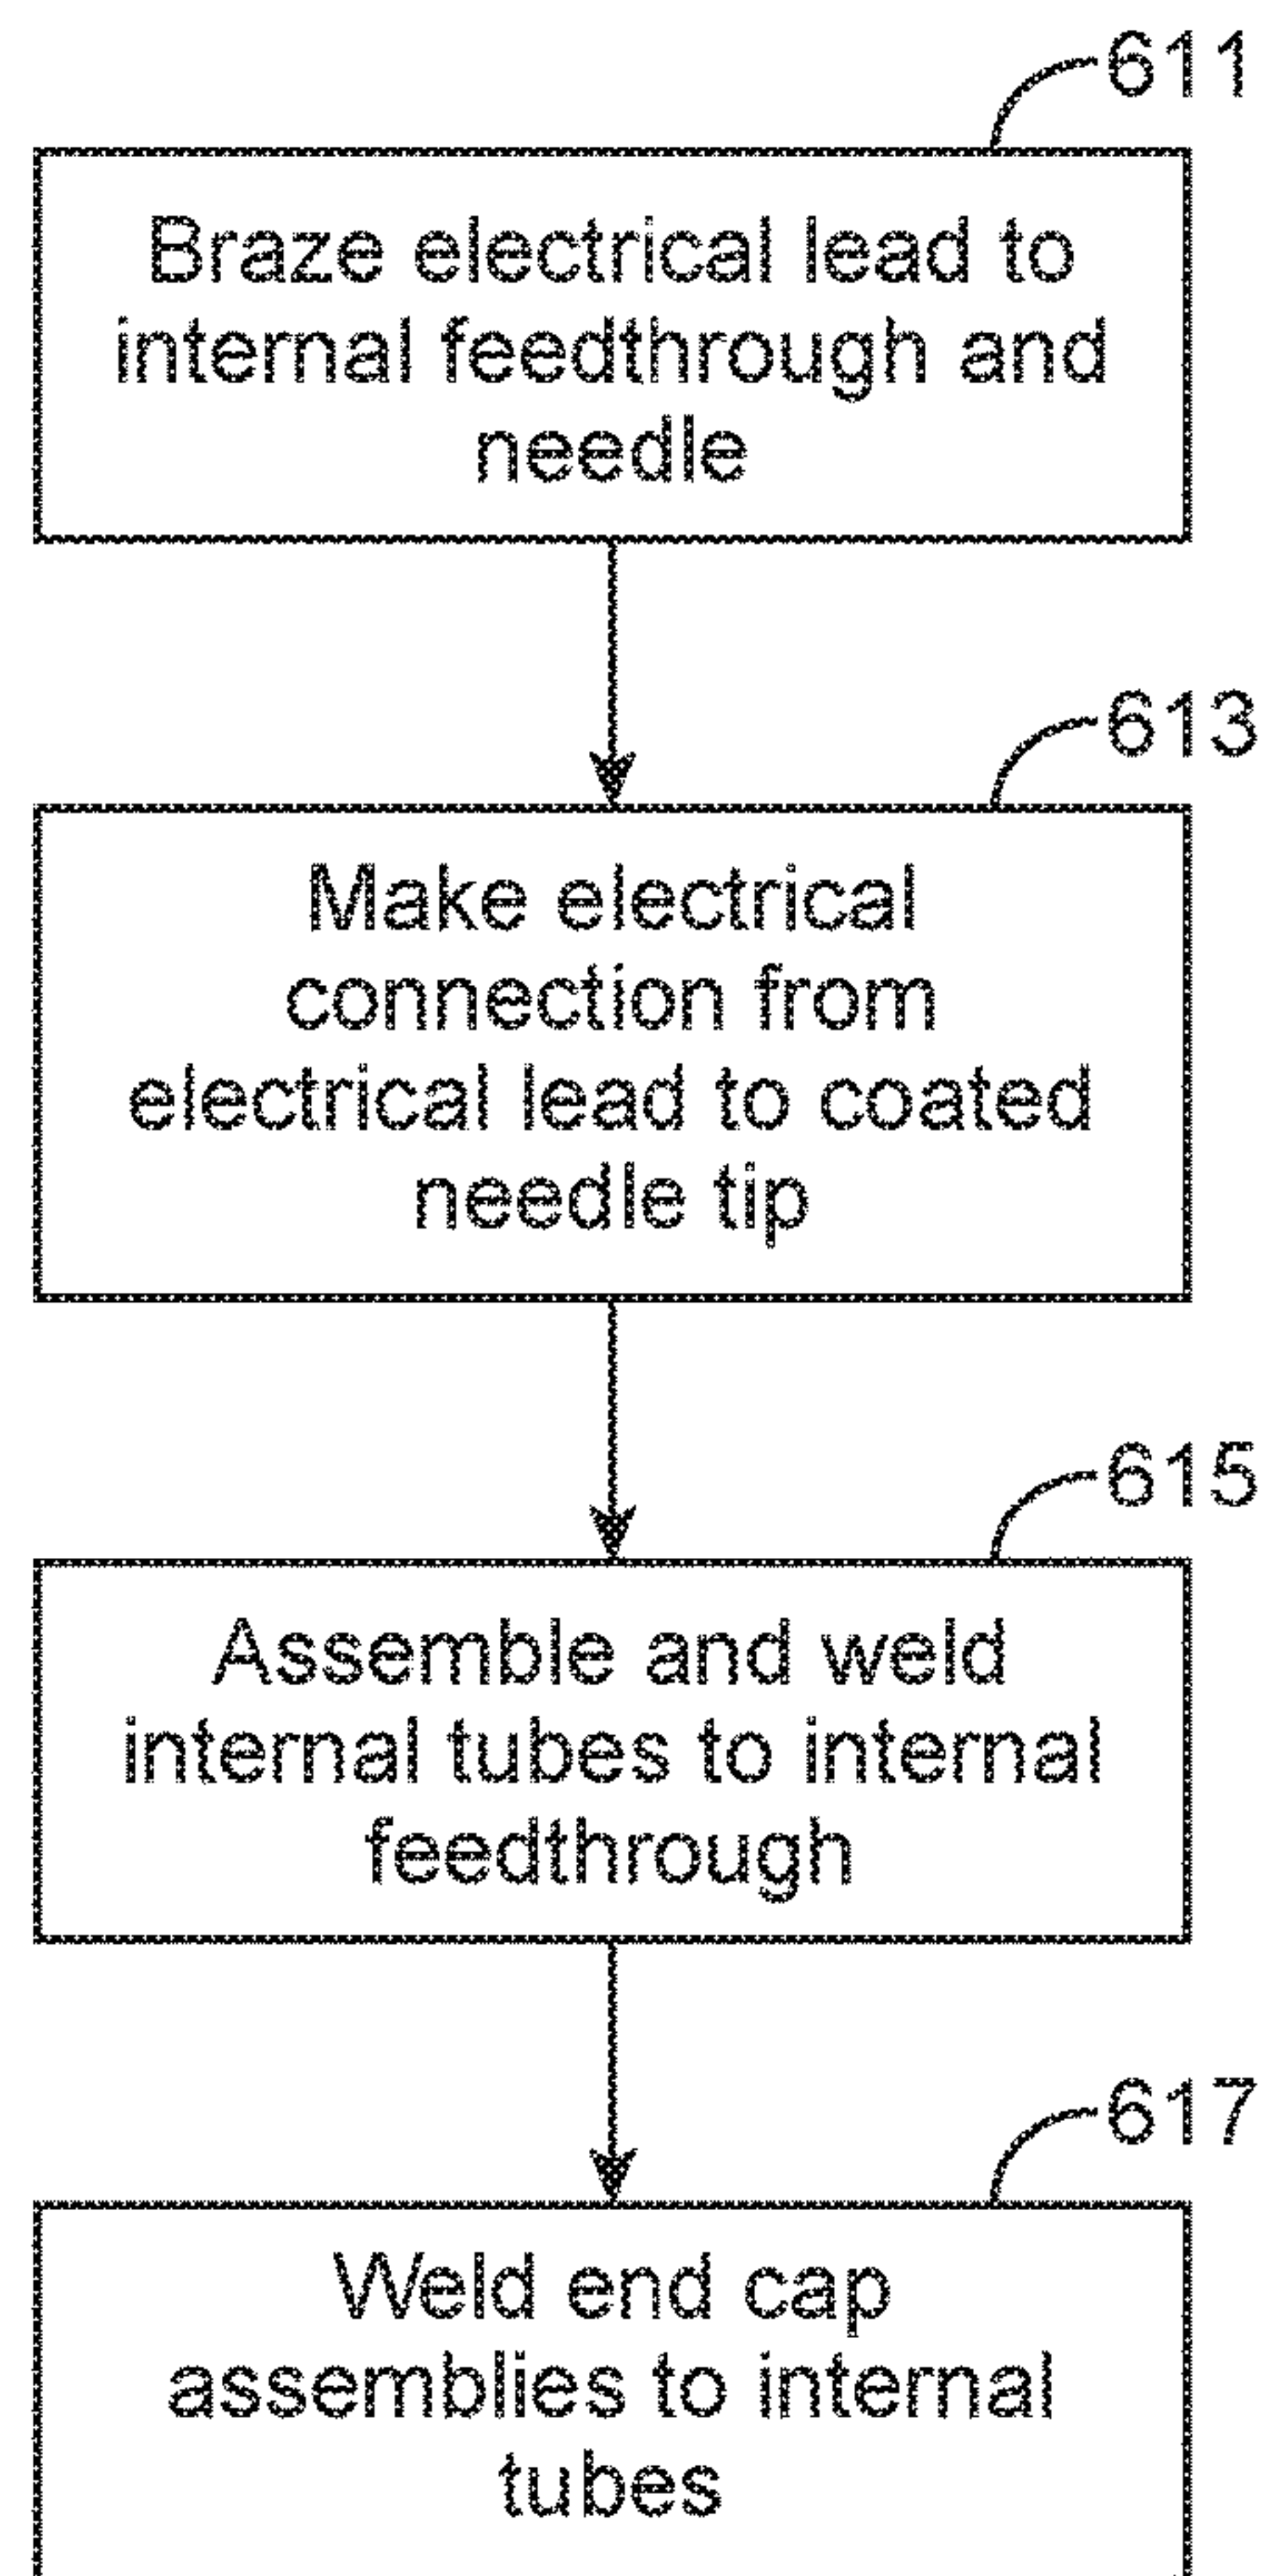 611
Braze electrical lead to
internal feedthrough and
needle
613
Make electrical
connection from
electrical lead to coated
needle tip
615
Assemble and weld
internal tubes to internal
feedthrough
617
Weld end cap
assemblies to internal
tubes